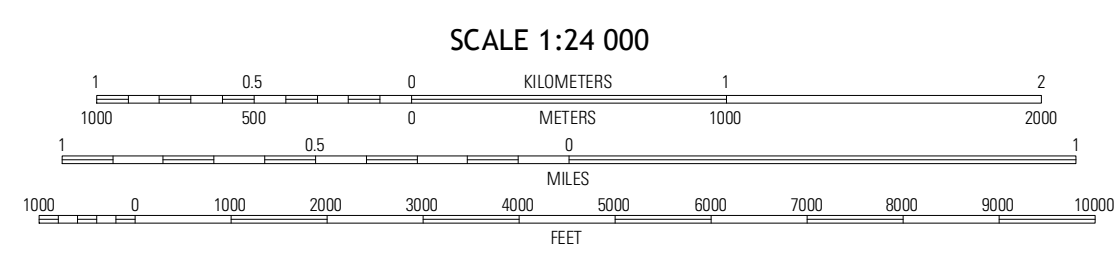 SCALE 1:24 000
1 0.5 0 KILOMETERS 1 2
1000 500 0 METERS 1000 2000
1 0.5 0 1
MILES
1000 0 1000 2000 3000 4000 5000 6000 7000 8000 9000 10000
FEET